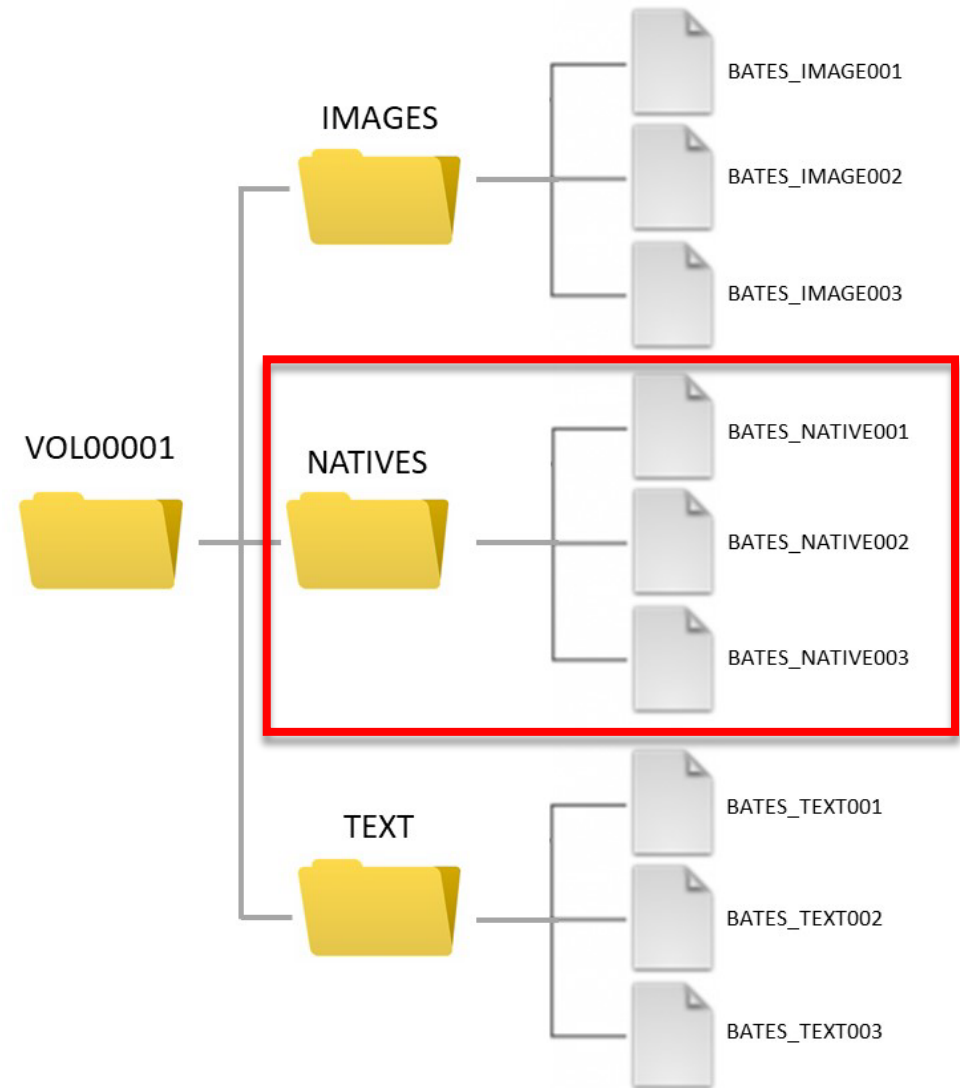 VOL00001
IMAGES
BATES_IMAGE001
BATES_IMAGE002
BATES_IMAGE003
NATIVES
BATES_NATIVE001
BATES_NATIVE002
BATES_NATIVE003
TEXT
BATES_TEXT001
BATES_TEXT002
BATES_TEXT003